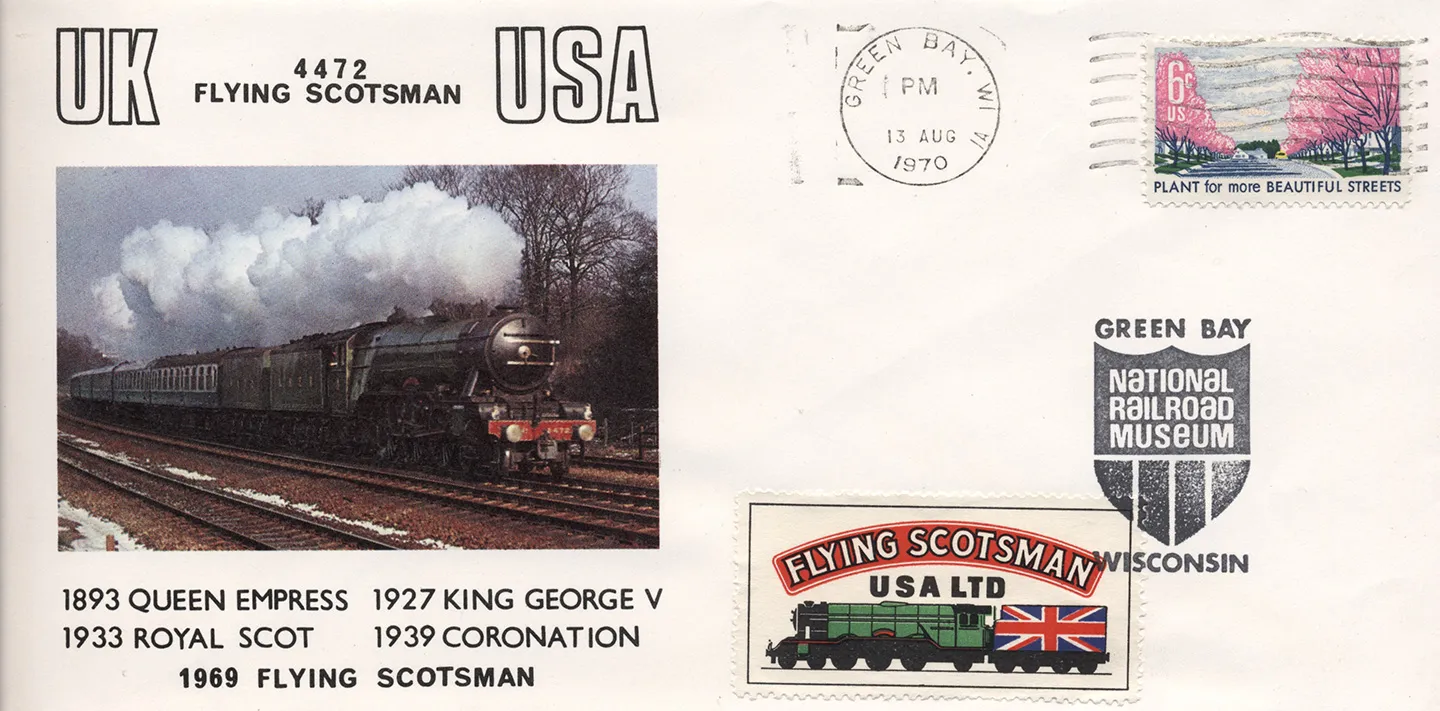 UK
4472
FLYING SCOTSMAN
USA
1893 QUEEN EMPRESS 1927 KING GEORGE V
1933 ROYAL SCOT 1939 CORONATION
1969 FLYING SCOTSMAN
GREEN BAY, WI
PM
13 AUG
1970
6c
US
PLANT for more BEAUTIFUL STREETS
GREEN BAY
NATIONAL
RAILROAD
MUSEUM
WISCONSIN
FLYING SCOTSMAN
USA LTD